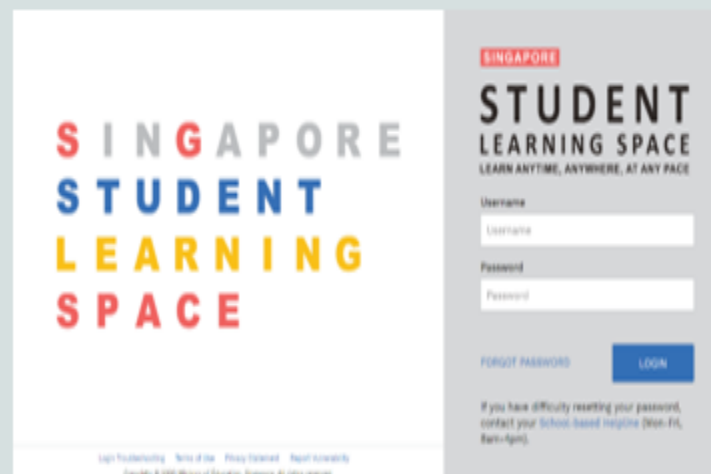 SINGAPORE
STUDENT
LEARNING
SPACE
Login Troubleshooting Terms of Use Privacy Statement Report Vulnerability
SINGAPORE
STUDENT
LEARNING SPACE
LEARN ANYTIME, ANYWHERE, AT ANY PACE
Username
Username
Password
Password
FORGOT PASSWORD
LOGIN
If you have difficulty resetting your password,
contact your School-based Helpline (Mon-Fri,
8am-4pm).